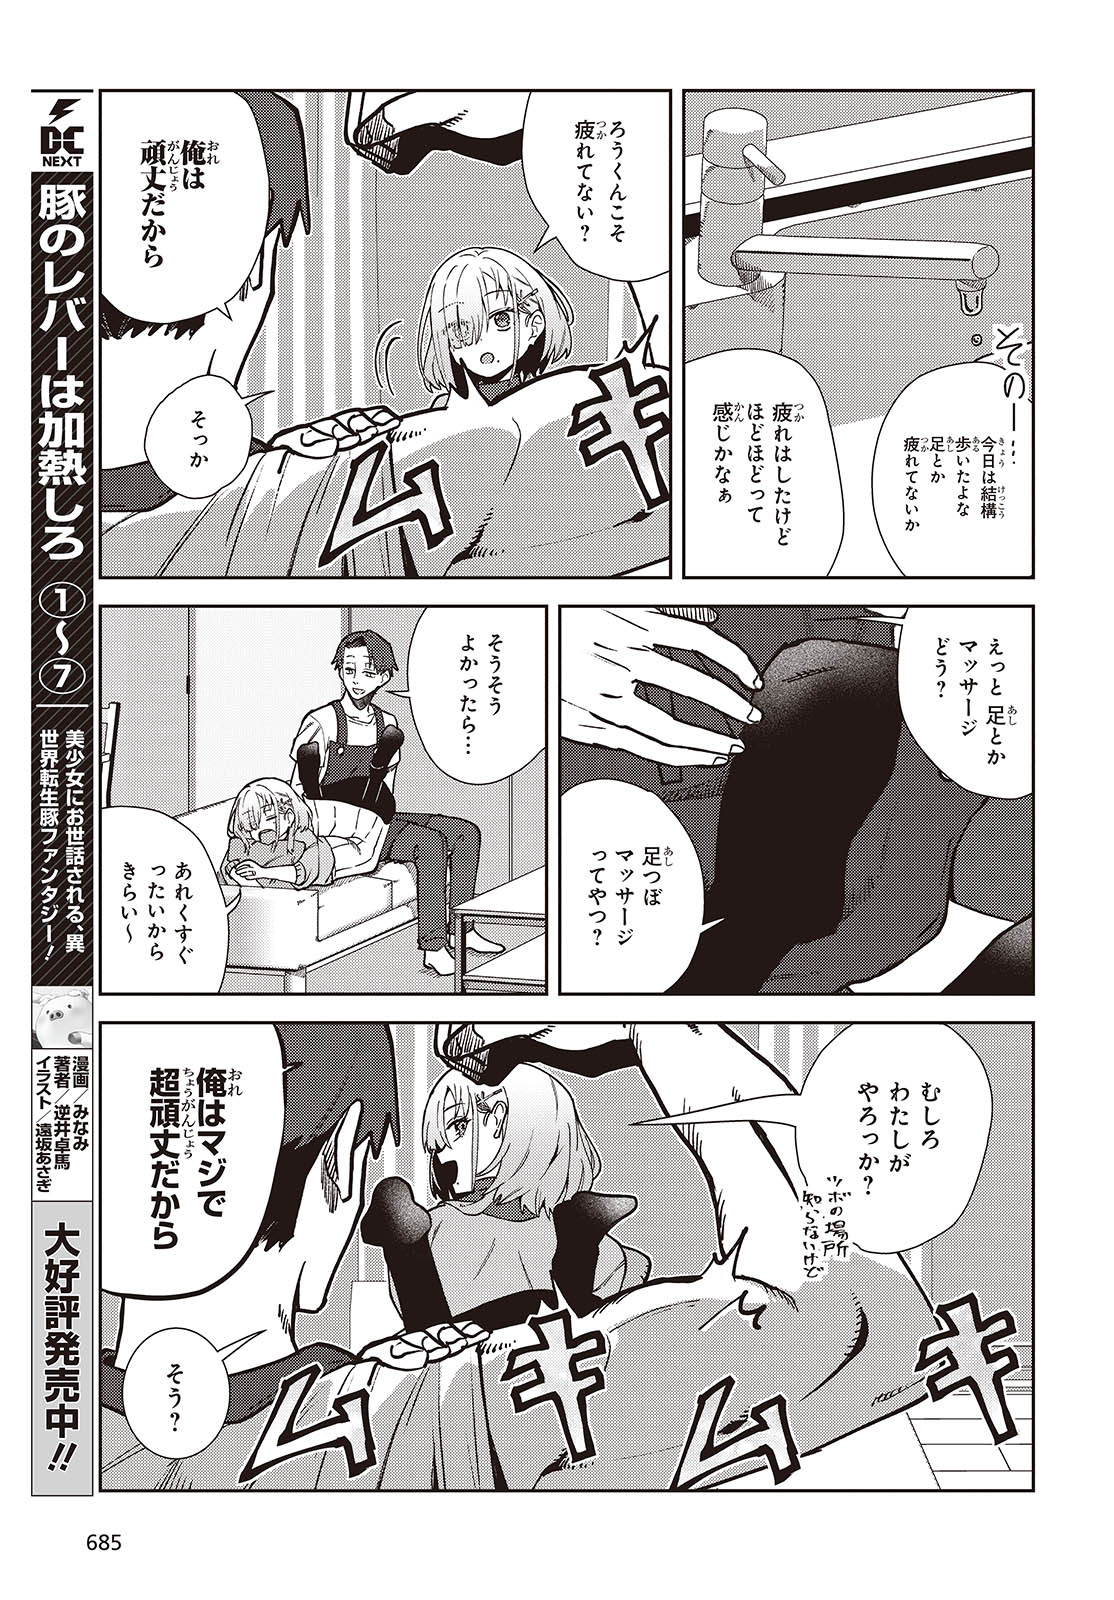 その―…
今日は結構
歩いたよな
足とか
疲れてないか
疲れはしたけど
ほどほどって
感じかなぁ
ろうくんこそ
疲れてない？
俺は
頑丈だから
そっか
ムキ
えっと 足とか
マッサージ
どう？
足つぼ
マッサージ
ってやつ？
そうそう
よかったら…
あれくすぐ
ったいから
きらい～
むしろ
わたしが
やろっか？
ツボの場所
知らないけど
俺はマジで
超頑丈だから
そう？
ムキ
ムキ
DC
NEXT
豚のレバーは加熱しろ ①～⑦
美少女にお世話される、異
世界転生豚ファンタジー！
漫画／みなみ
著者／逆井卓馬
イラスト／遠坂あさぎ
大好評発売中!!
685